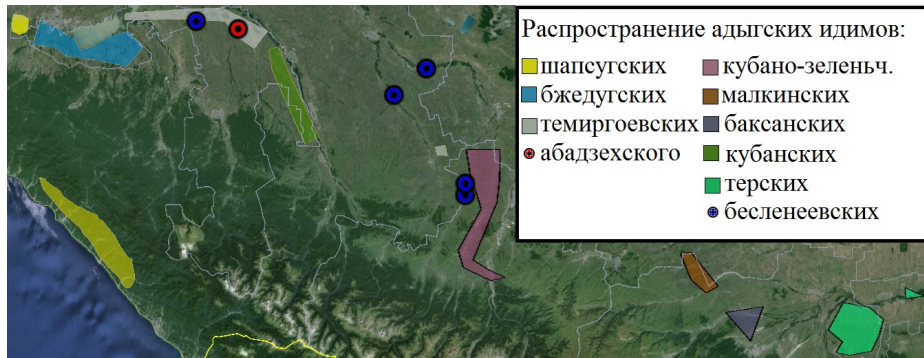 Распространение адыгских идимов:
шапсугских
бжедугских
темиргоевских
абадзехского
кубано-зеленьч.
малкинских
баксанских
кубанских
терских
бесленеевских